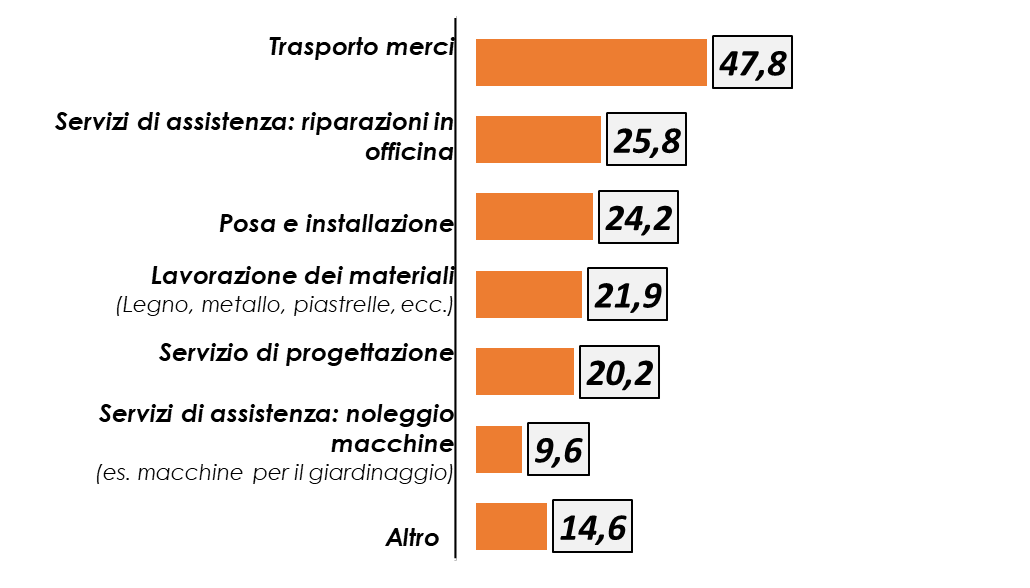 Trasporto merci
47,8
Servizi di assistenza: riparazioni in
officina
25,8
Posa e installazione
24,2
Lavorazione dei materiali
(Legno, metallo, piastrelle, ecc.)
21,9
Servizio di progettazione
20,2
Servizi di assistenza: noleggio
macchine
(es. macchine per il giardinaggio)
9,6
Altro
14,6